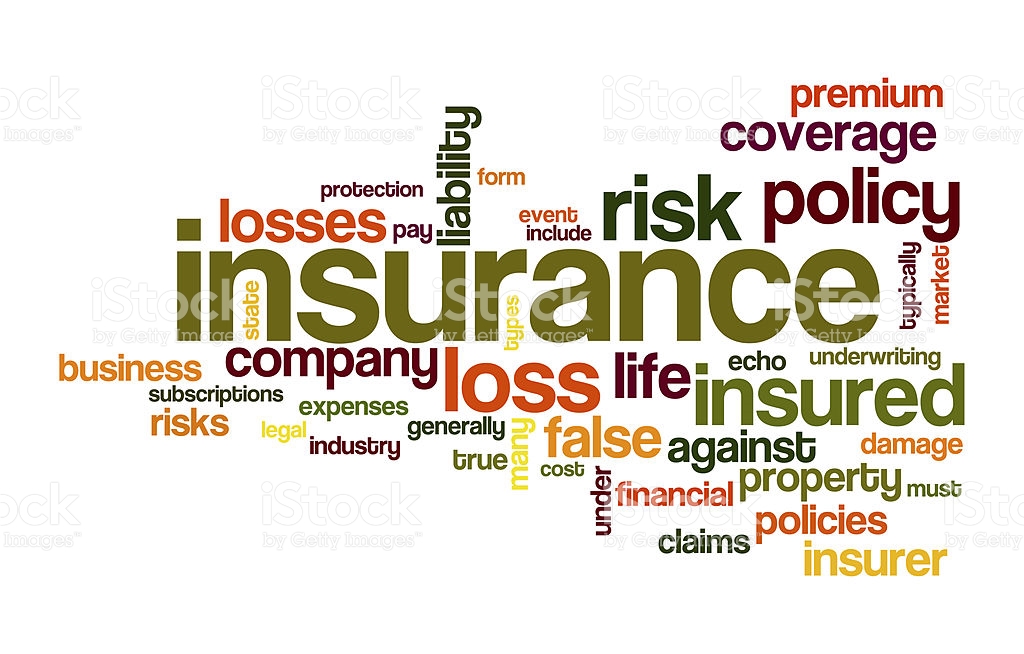 premium
coverage
liability
form
protection
risk
policy
losses
pay
event
include
insurance
typically
market
state
types
business
company
loss
life
echo
underwriting
insured
subscriptions
risks
expenses
legal
industry
generally
many
true
false
cost
against
damage
property
must
under
financial
policies
claims
insurer
iStock
by Getty Images™